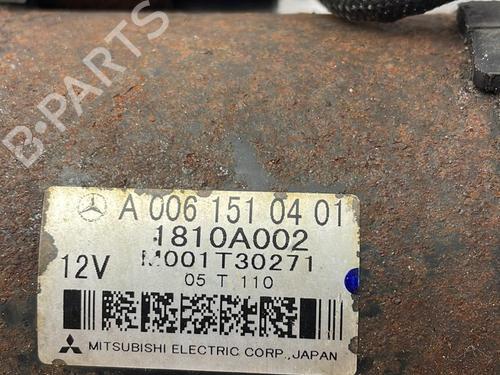 B-PARTS
A 006 151 04 01
1810A002
12V M001T30271
05 T 110
MITSUBISHI ELECTRIC CORP., JAPAN